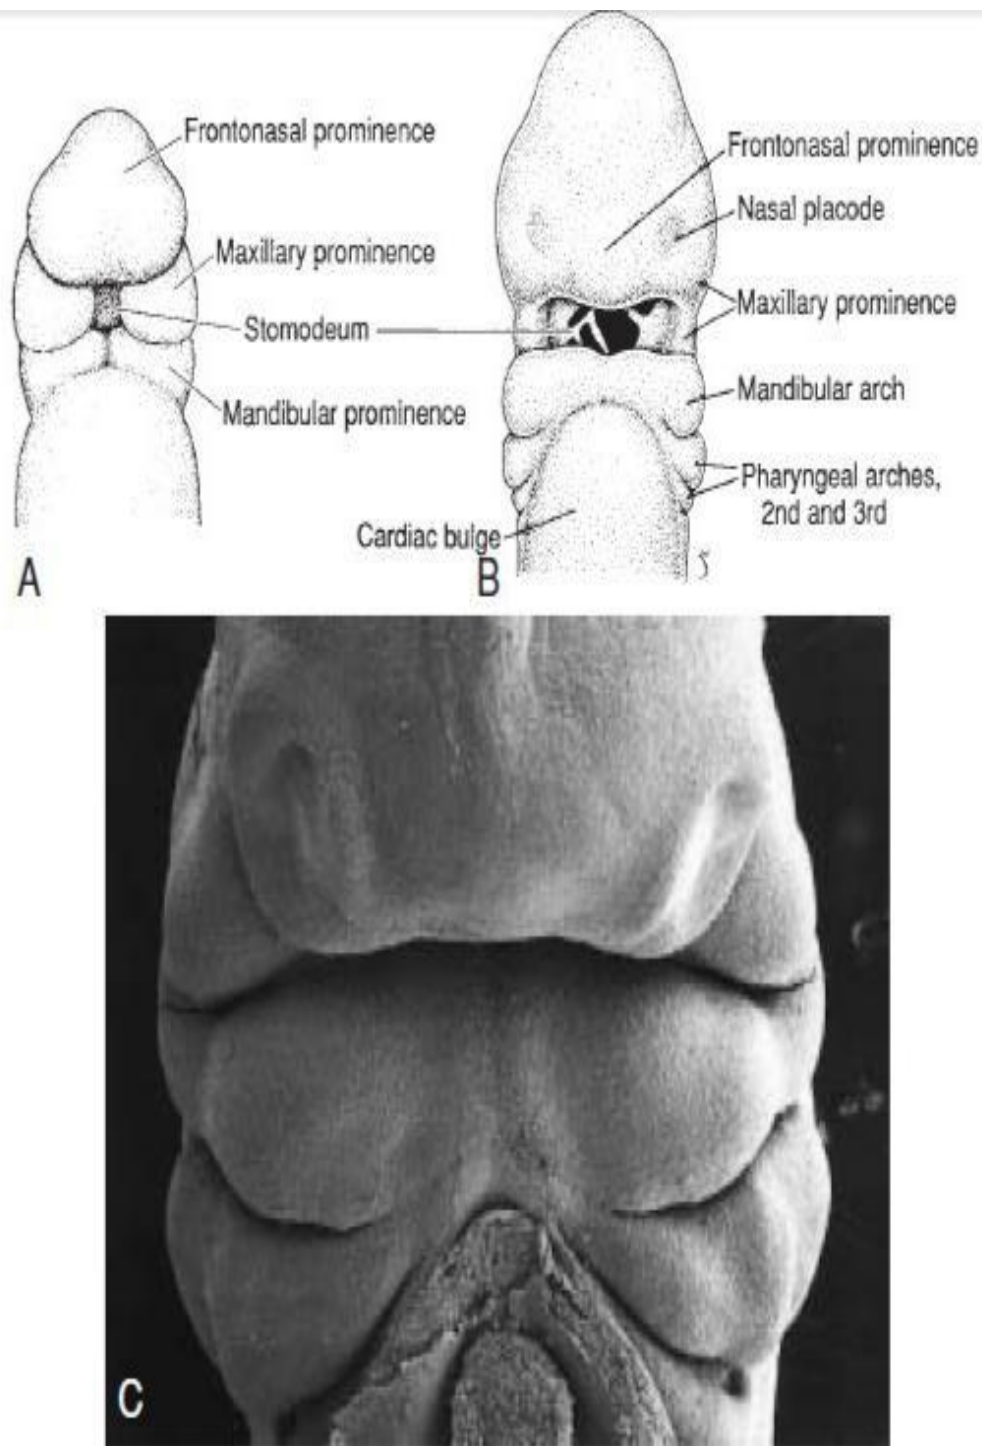 Frontonasal prominence
Maxillary prominence
Stomodeum
Mandibular prominence
A
Frontonasal prominence
Nasal placode
Maxillary prominence
Mandibular arch
Pharyngeal arches,
2nd and 3rd
Cardiac bulge
B
C